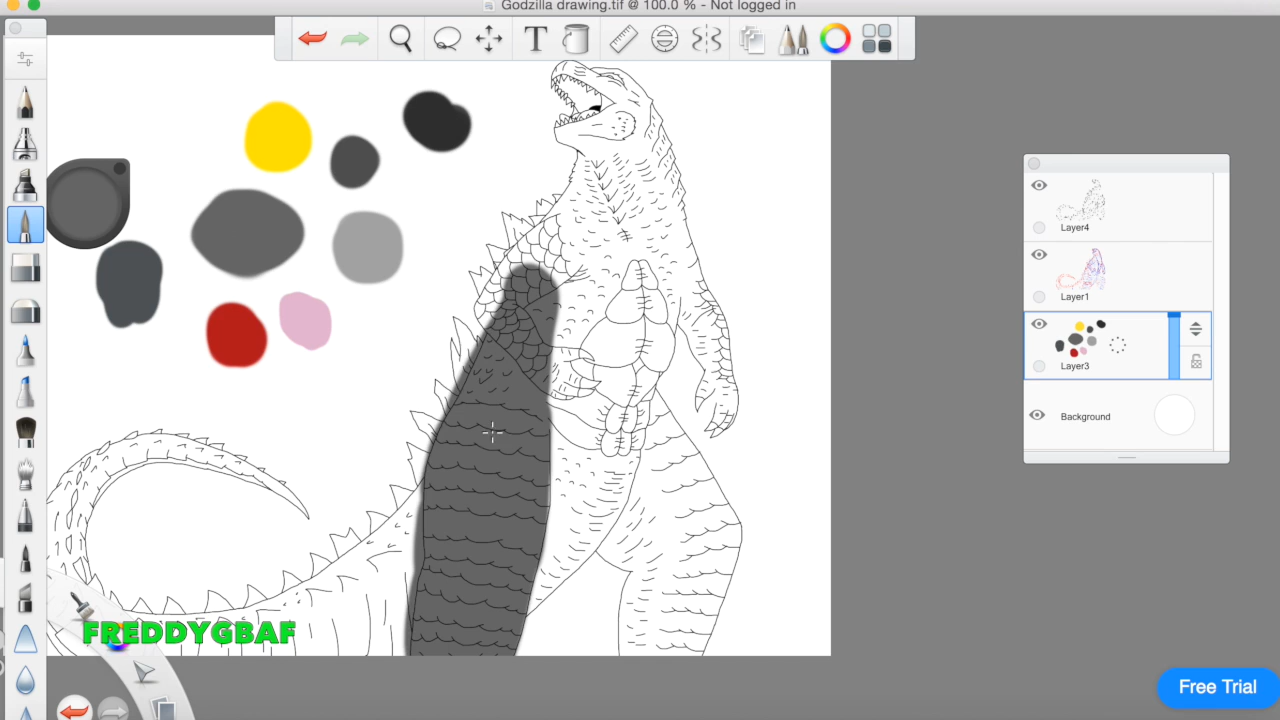 Godzilla drawing.tif @ 100.0 % - Not logged in
T
Layer4
Layer1
Layer3
Background
FREDDYGBAF
Free Trial